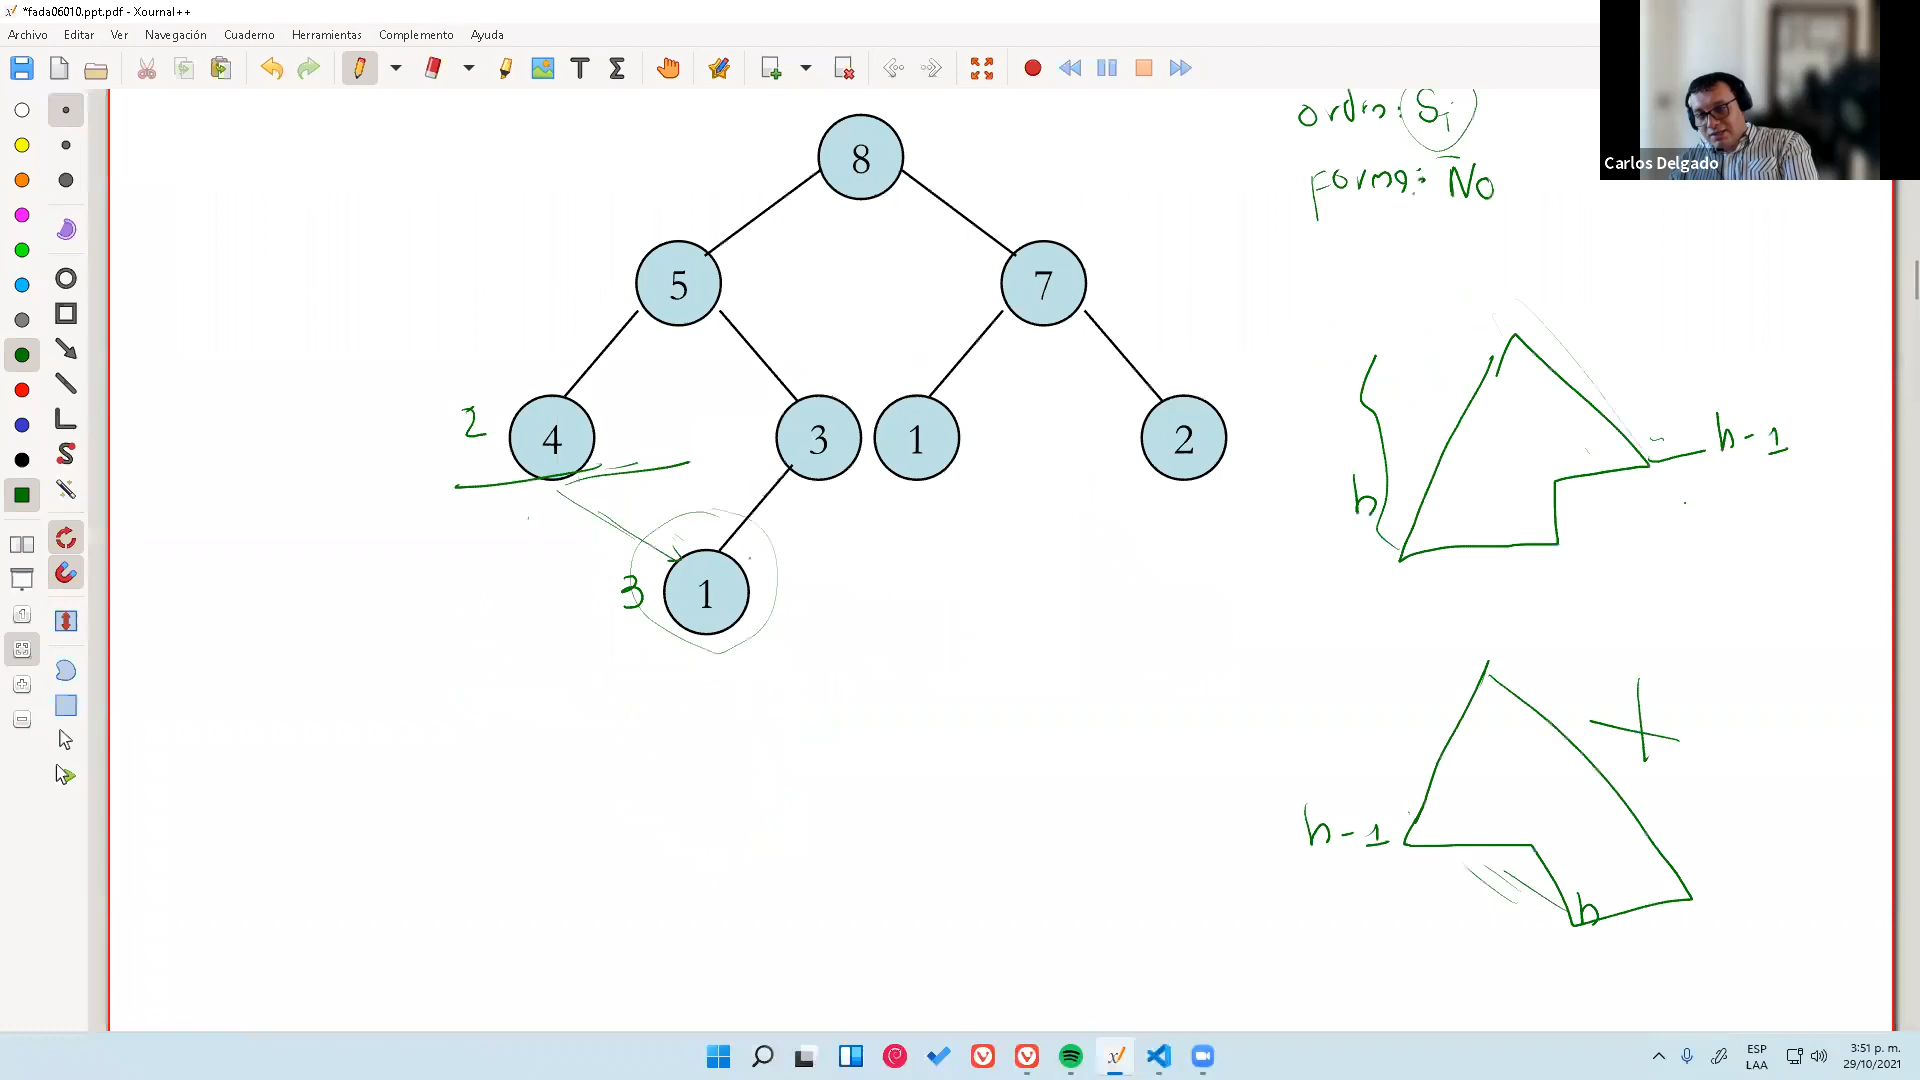 *fada06010.ppt.pdf - Xournal++
Archivo Editar Ver Navegación Cuaderno Herramientas Complemento Ayuda
Carlos Delgado
orden: Si
forma: No
8
5 7
2 4 3 1 2
3 1
h h-1
h-1 h
ESP
LAA
3:51 p. m.
29/10/2021